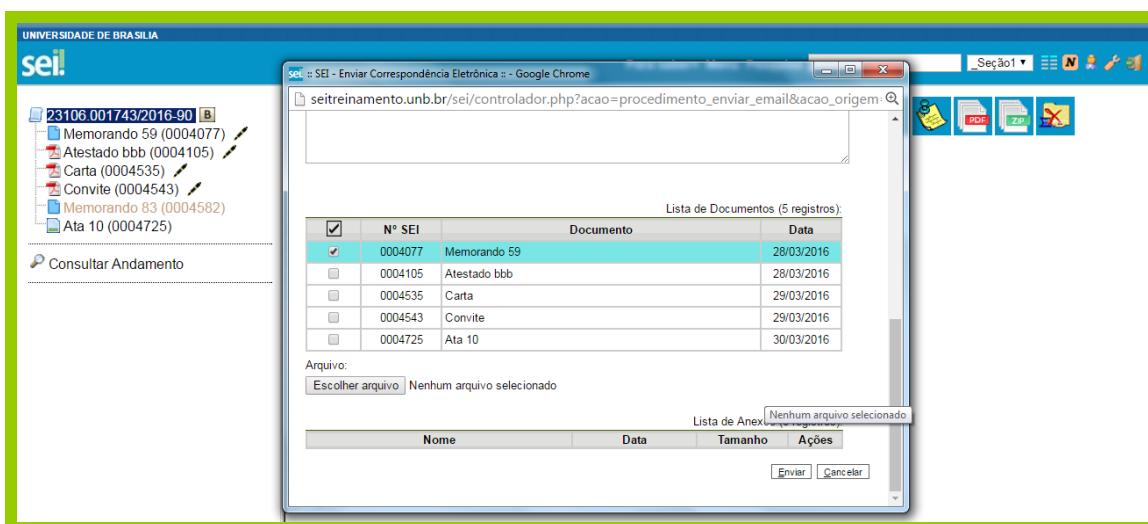 UNIVERSIDADE DE BRASILIA
sei!
_Seção1
N
23106.001743/2016-90 B
Memorando 59 (0004077)
Atestado bbb (0004105)
Carta (0004535)
Convite (0004543)
Memorando 83 (0004582)
Ata 10 (0004725)
Consultar Andamento
PDF
ZIP
sei. :: SEI - Enviar Correspondência Eletrônica :: - Google Chrome
seitreinamento.unb.br/sei/controlador.php?acao=procedimento_enviar_email&acao_origem
Lista de Documentos (5 registros):
Nº SEI Documento Data
0004077 Memorando 59 28/03/2016
0004105 Atestado bbb 28/03/2016
0004535 Carta 29/03/2016
0004543 Convite 29/03/2016
0004725 Ata 10 30/03/2016
Arquivo:
Escolher arquivo Nenhum arquivo selecionado
Nenhum arquivo selecionado
Lista de
Nome Data Tamanho Ações
Enviar Cancelar